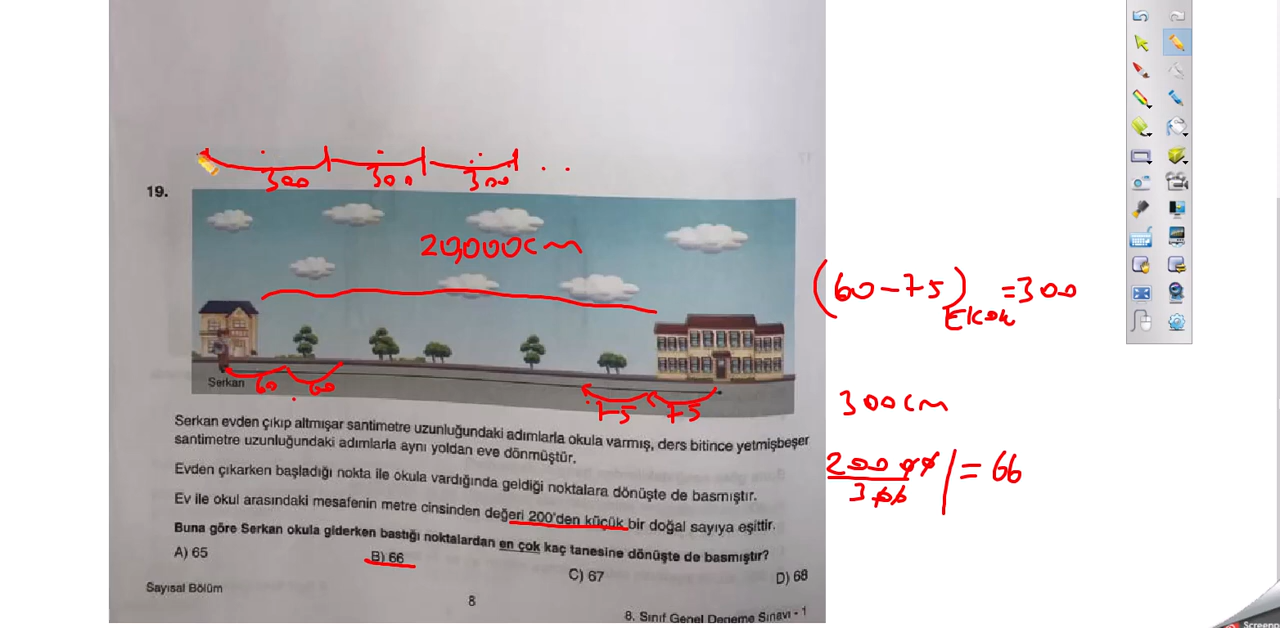 300 300 300 ...
19.
20,000cm
(60-75) EKOK =300
Serkan
60 60
75 75
300cm
20000/300 = 66
Serkan evden çıkıp altmışar santimetre uzunluğundaki adımlarla okula varmış, ders bitince yetmişbeşer
santimetre uzunluğundaki adımlarla aynı yoldan eve dönmüştür.
Evden çıkarken başladığı nokta ile okula vardığında geldiği noktalara dönüşte de basmıştır.
Ev ile okul arasındaki mesafenin metre cinsinden değeri 200'den küçük bir doğal sayıya eşittir.
Buna göre Serkan okula giderken bastığı noktalardan en çok kaç tanesine dönüşte de basmıştır?
A) 65
B) 66
C) 67
D) 68
Sayısal Bölüm
8
8. Sınıf Genel Deneme Sınavı - 1